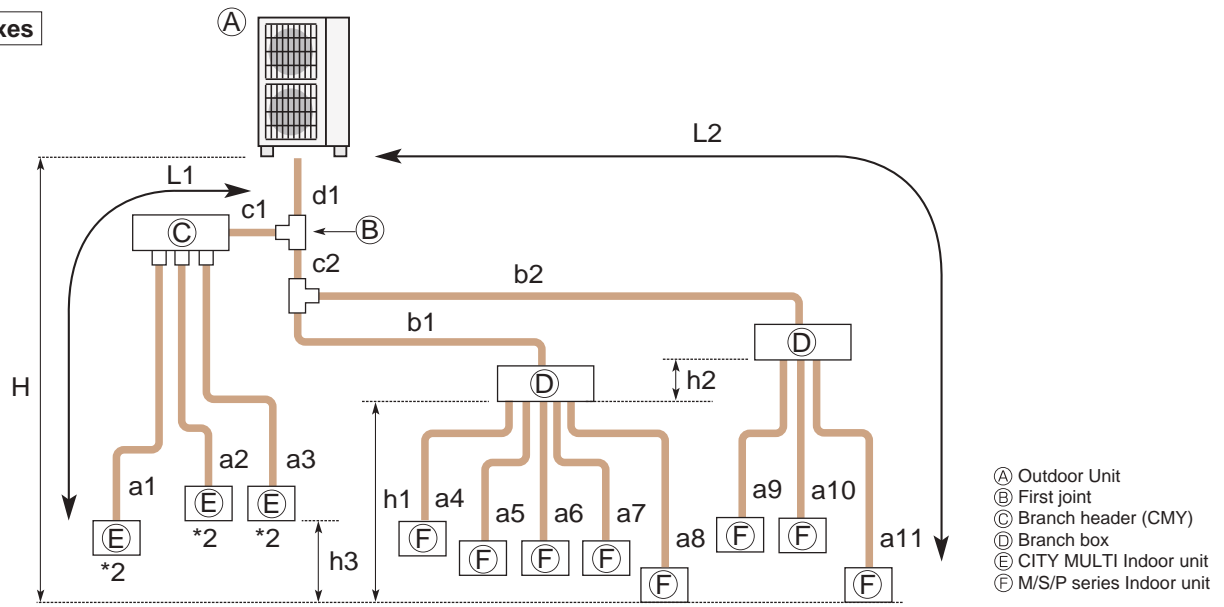 xes
Ⓐ
L2
L1
d1
c1
Ⓒ
Ⓑ
c2
b2
b1
Ⓓ
Ⓓ
H
h2
a1
a2
a3
h1
a4
a5
a6
a7
a8
a9
a10
a11
Ⓔ
Ⓔ
Ⓔ
*2
*2
*2
h3
Ⓕ
Ⓕ
Ⓕ
Ⓕ
Ⓕ
Ⓕ
Ⓕ
Ⓕ
Ⓐ Outdoor Unit
Ⓑ First joint
Ⓒ Branch header (CMY)
Ⓓ Branch box
Ⓔ CITY MULTI Indoor unit
Ⓕ M/S/P series Indoor unit